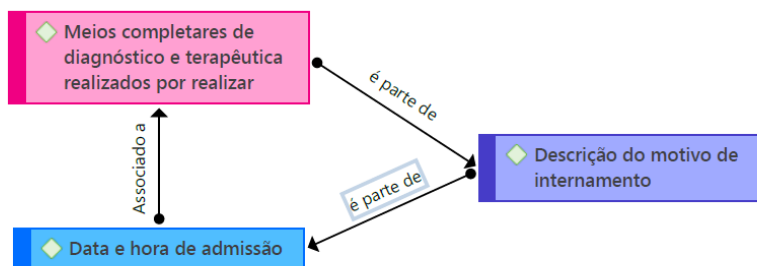 Meios completares de
diagnóstico e terapêutica
realizados por realizar
é parte de
Associado a
Descrição do motivo de
internamento
é parte de
Data e hora de admissão